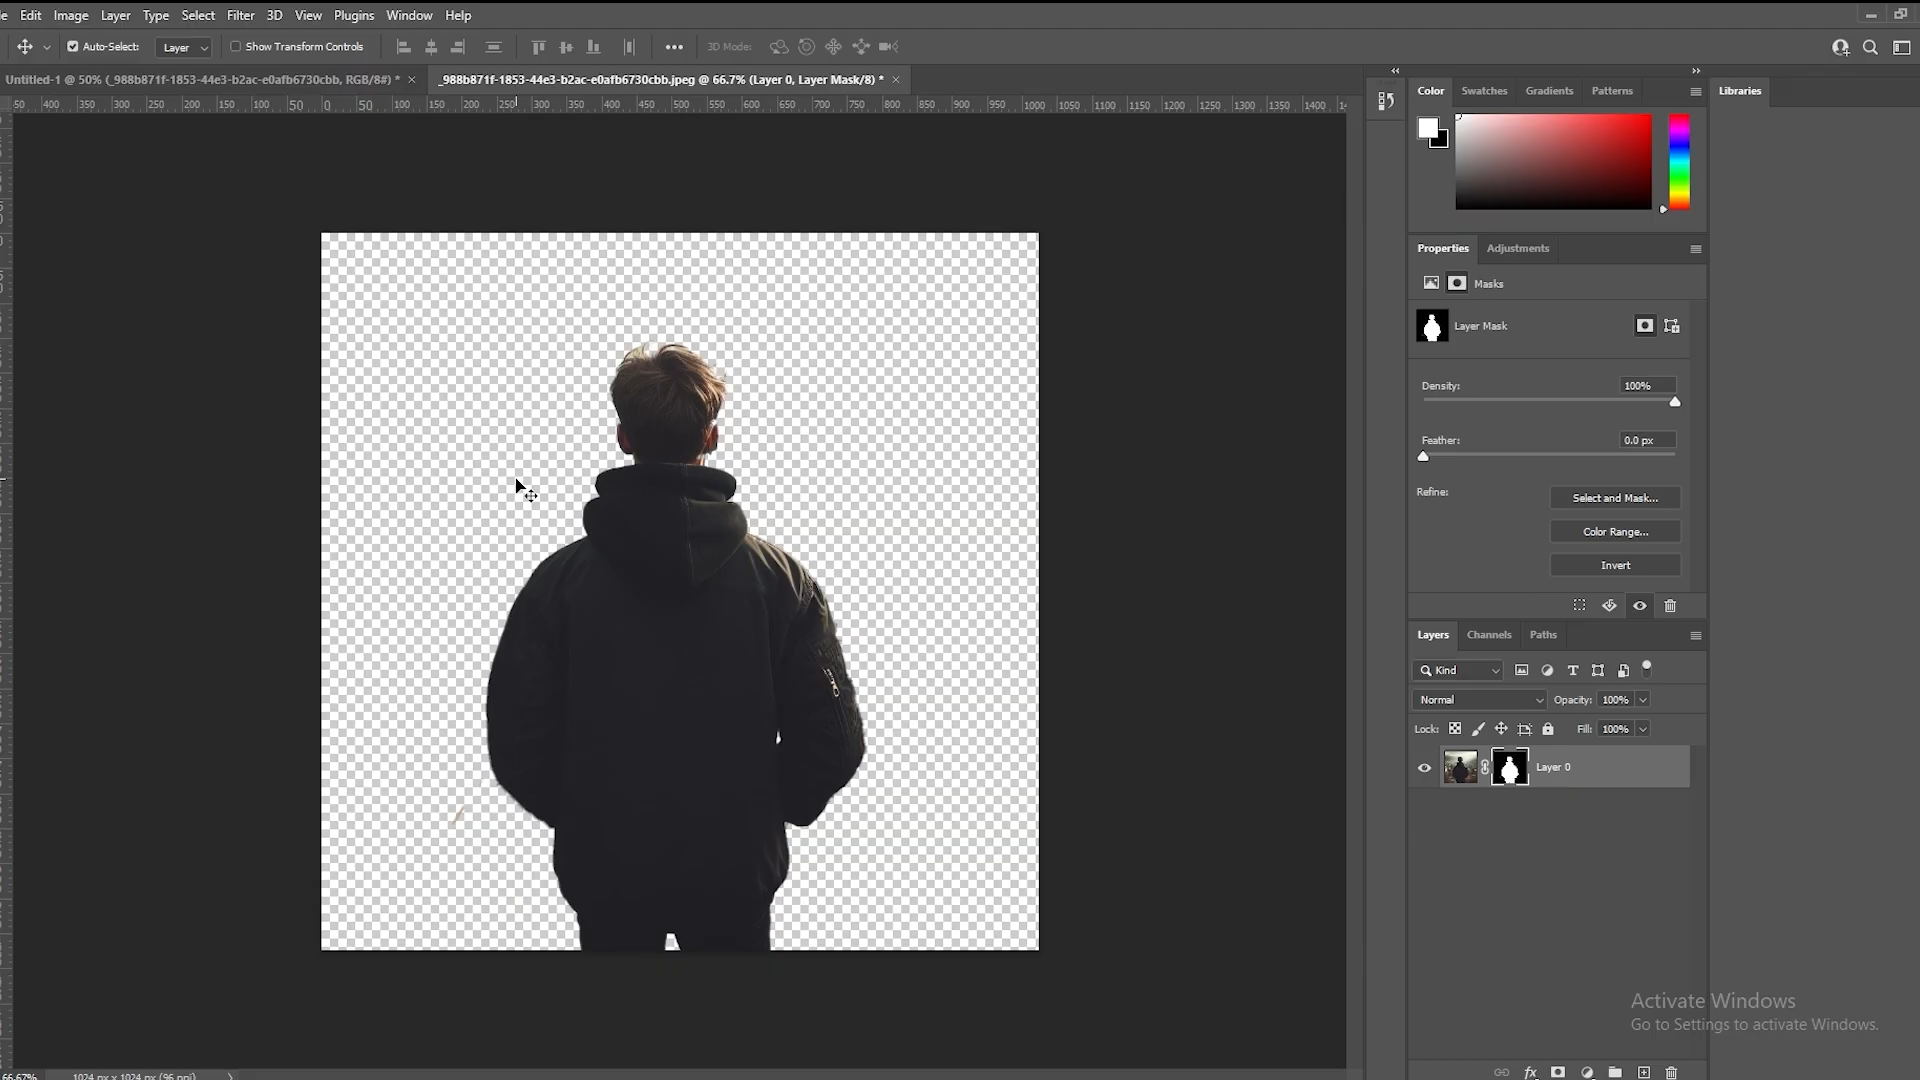 Edit Image Layer Type Select Filter 3D View Plugins Window Help
Auto-Select: Layer Show Transform Controls 3D Mode:
Untitled-1 @ 50% (_988b871f-1853-44e3-b2ac-e0afb6730cbb, RGB/8#) * × _988b871f-1853-44e3-b2ac-e0afb6730cbb.jpeg @ 66.7% (Layer 0, Layer Mask/8) * ×
50 400 350 300 250 200 150 100 50 0 50 100 150 200 250 300 350 400 450 500 550 600 650 700 750 800 850 900 950 1000 1050 1100 1150 1200 1250 1300 1350 1400
Color Swatches Gradients Patterns
Libraries
Properties Adjustments
Masks
Layer Mask
Density: 100%
Feather: 0.0 px
Refine: Select and Mask...
Color Range...
Invert
Layers Channels Paths
Kind
Normal Opacity: 100%
Lock: Fill: 100%
Layer 0
Activate Windows
Go to Settings to activate Windows.
66.67% 1024 px x 1024 px (96 ppi)